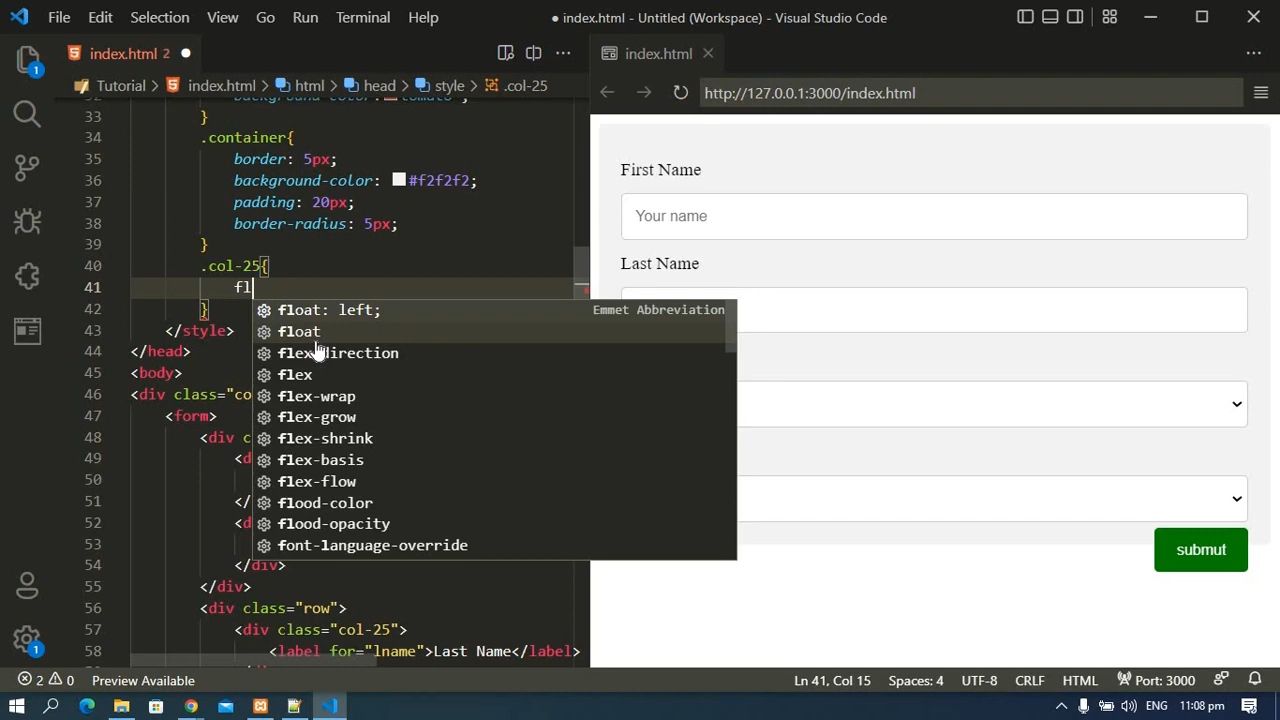 File Edit Selection View Go Run Terminal Help
● index.html - Untitled (Workspace) - Visual Studio Code
index.html 2 ●
index.html
Tutorial > index.html > html > head > style > .col-25
http://127.0.0.1:3000/index.html
33 }
34 .container{
35 border: 5px;
36 background-color: #f2f2f2;
37 padding: 20px;
38 border-radius: 5px;
39 }
40 .col-25{
41 fl
42 }
43 </style>
44 </head>
45 <body>
46 <div class="co
47 <form>
48 <div c
49 <d
50
51 </
52 <d
53
54 </div>
55 </div>
56 <div class="row">
57 <div class="col-25">
58 <label for="lname">Last Name</label>
float: left; Emmet Abbreviation
float
flex-direction
flex
flex-wrap
flex-grow
flex-shrink
flex-basis
flex-flow
flood-color
flood-opacity
font-language-override
First Name
Your name
Last Name
submut
1
1
2 0 Preview Available
Ln 41, Col 15 Spaces: 4 UTF-8 CRLF HTML Port: 3000
ENG 11:08 pm